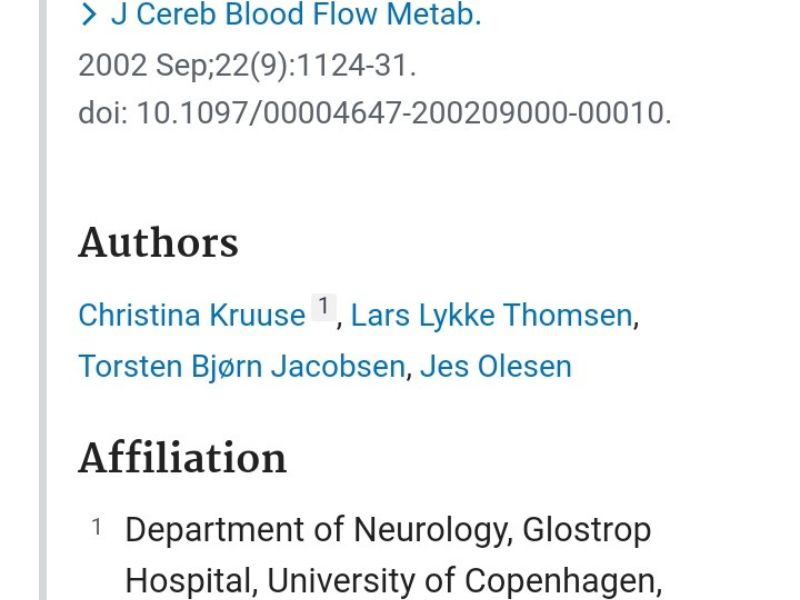 > J Cereb Blood Flow Metab.
2002 Sep;22(9):1124-31.
doi: 10.1097/00004647-200209000-00010.
Authors
Christina Kruuse 1, Lars Lykke Thomsen,
Torsten Bjørn Jacobsen, Jes Olesen
Affiliation
1 Department of Neurology, Glostrop
Hospital, University of Copenhagen,